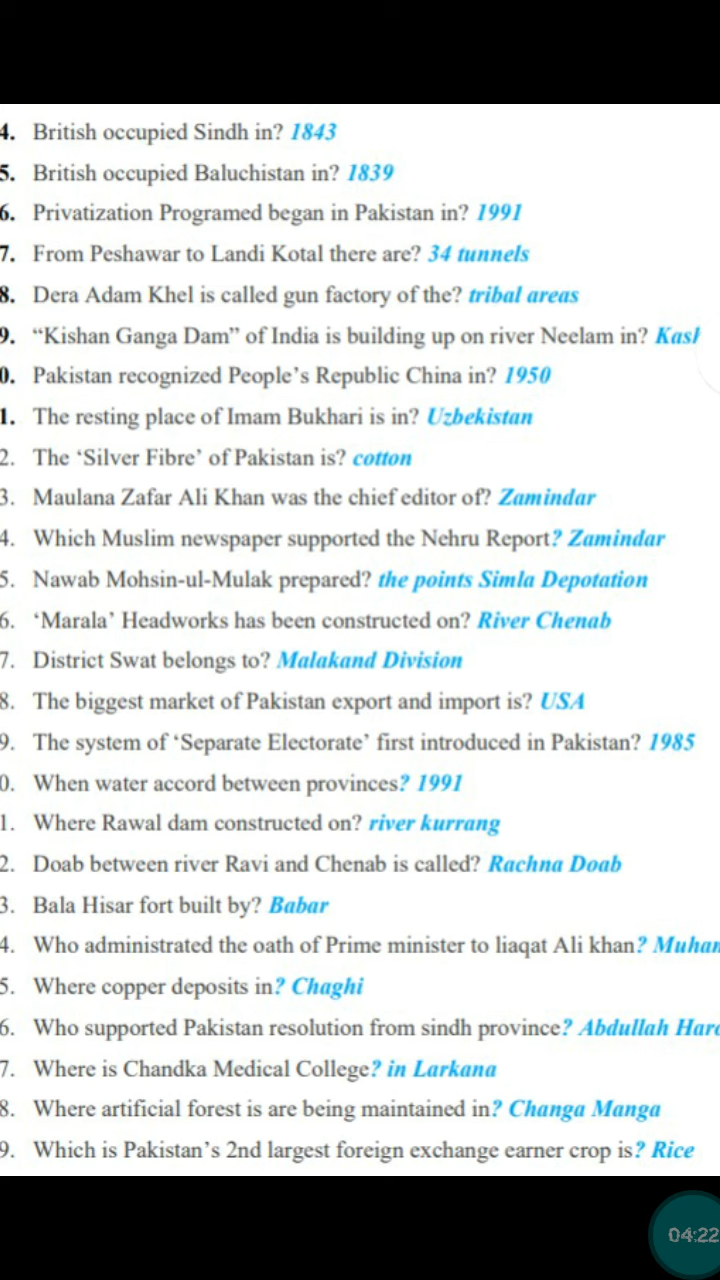 4. British occupied Sindh in? 1843
5. British occupied Baluchistan in? 1839
6. Privatization Programed began in Pakistan in? 1991
7. From Peshawar to Landi Kotal there are? 34 tunnels
8. Dera Adam Khel is called gun factory of the? tribal areas
9. “Kishan Ganga Dam” of India is building up on river Neelam in? Kasl
0. Pakistan recognized People’s Republic China in? 1950
1. The resting place of Imam Bukhari is in? Uzbekistan
2. The ‘Silver Fibre’ of Pakistan is? cotton
3. Maulana Zafar Ali Khan was the chief editor of? Zamindar
4. Which Muslim newspaper supported the Nehru Report? Zamindar
5. Nawab Mohsin-ul-Mulak prepared? the points Simla Depotation
6. ‘Marala’ Headworks has been constructed on? River Chenab
7. District Swat belongs to? Malakand Division
8. The biggest market of Pakistan export and import is? USA
9. The system of ‘Separate Electorate’ first introduced in Pakistan? 1985
0. When water accord between provinces? 1991
1. Where Rawal dam constructed on? river kurrang
2. Doab between river Ravi and Chenab is called? Rachna Doab
3. Bala Hisar fort built by? Babar
4. Who administrated the oath of Prime minister to liaqat Ali khan? Muham
5. Where copper deposits in? Chaghi
6. Who supported Pakistan resolution from sindh province? Abdullah Haro
7. Where is Chandka Medical College? in Larkana
8. Where artificial forest is are being maintained in? Changa Manga
9. Which is Pakistan’s 2nd largest foreign exchange earner crop is? Rice
04:22